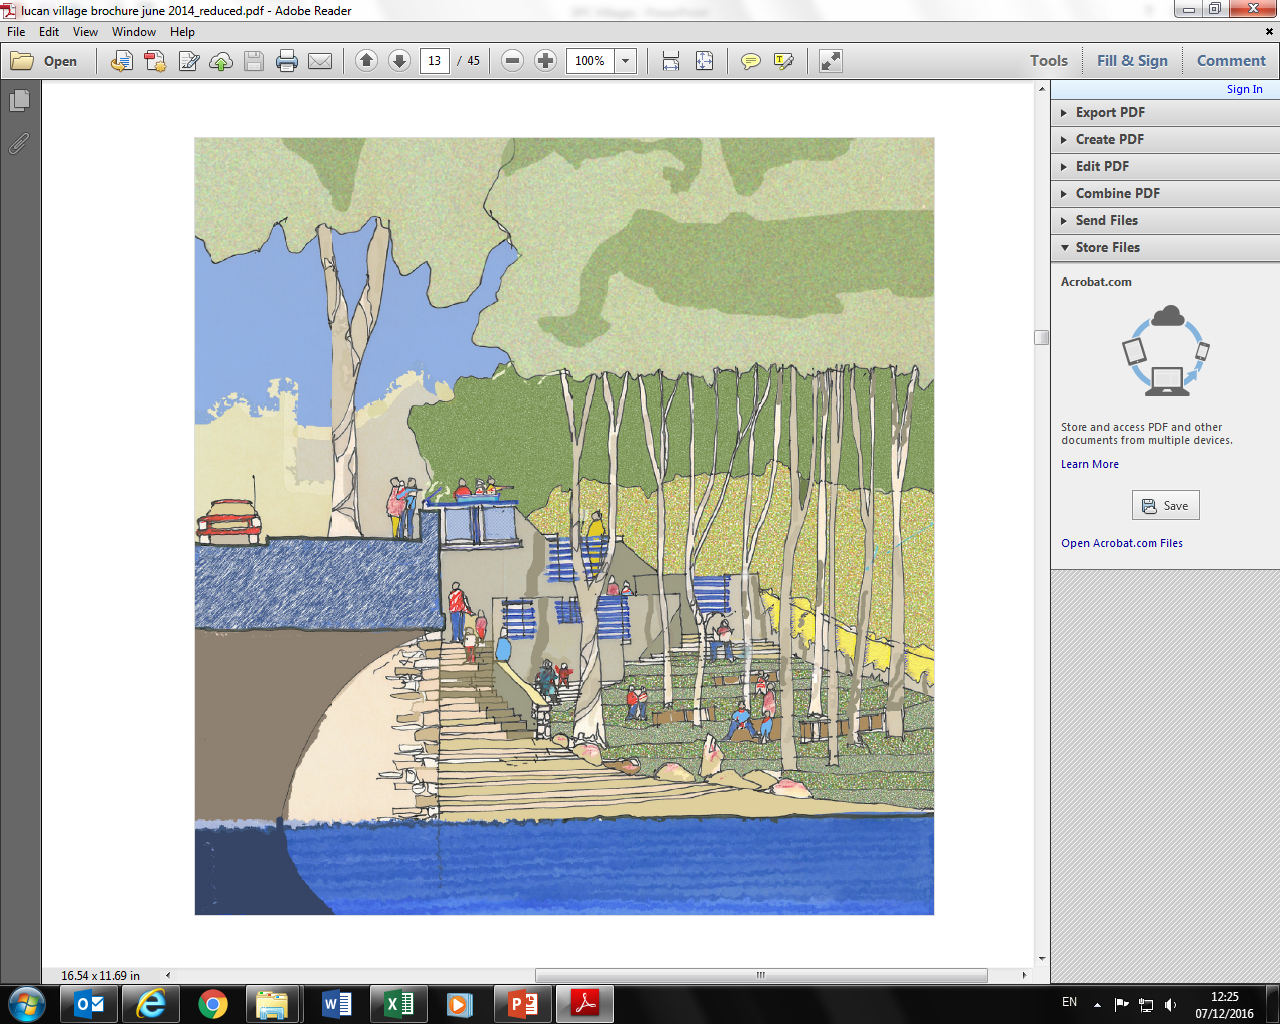 lucan village brochure june 2014_reduced.pdf - Adobe Reader
File Edit View Window Help
Open 13 / 45 100% Tools Fill & Sign Comment
Sign In
Export PDF
Create PDF
Edit PDF
Combine PDF
Send Files
Store Files
Acrobat.com
Store and access PDF and other
documents from multiple devices.
Learn More
Save
Open Acrobat.com Files
16.54 x 11.69 in
EN 12:25
07/12/2016